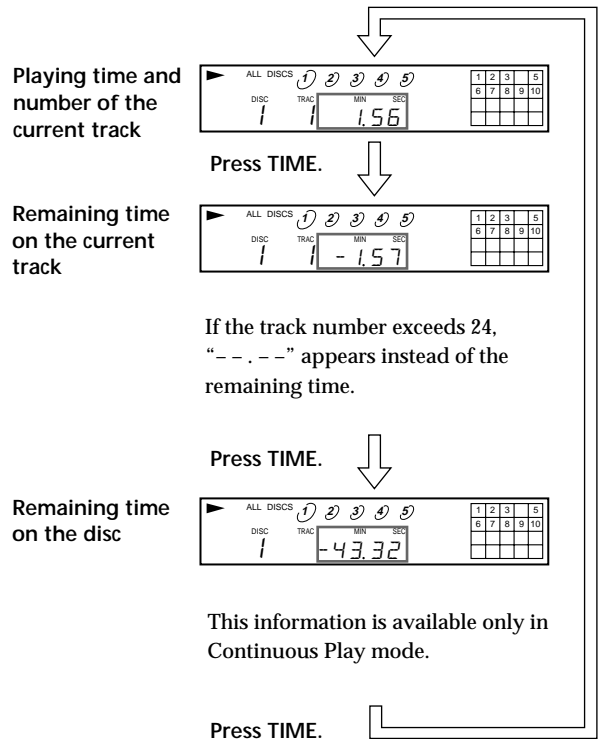 Playing time and
number of the
current track
ALL DISCS 1 2 3 4 5
DISC TRAC MIN SEC
1 1 1.56
1 2 3 5
6 7 8 9 10
Press TIME.
Remaining time
on the current
track
ALL DISCS 1 2 3 4 5
DISC TRAC MIN SEC
1 1 -1.57
1 2 3 5
6 7 8 9 10
If the track number exceeds 24,
“– – . – –” appears instead of the
remaining time.
Press TIME.
Remaining time
on the disc
ALL DISCS 1 2 3 4 5
DISC TRAC MIN SEC
1 -43.32
1 2 3 5
6 7 8 9 10
This information is available only in
Continuous Play mode.
Press TIME.